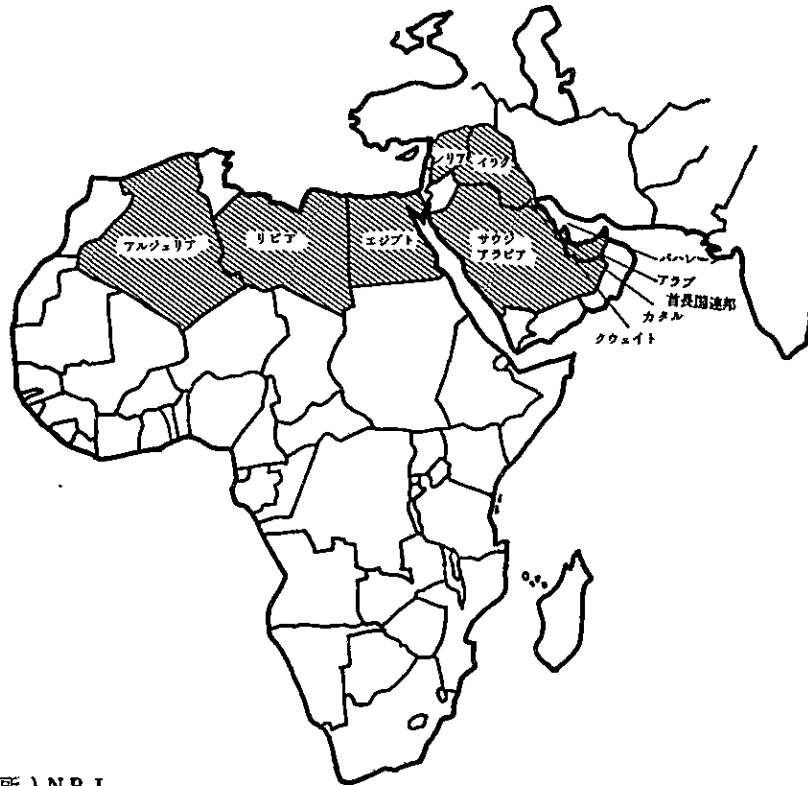 シリア
イラク
アルジェリア
リビア
エジプト
サウジ
アラビア
バハレーン
アラブ
首長国連邦
カタル
クウェイト
所)NRI